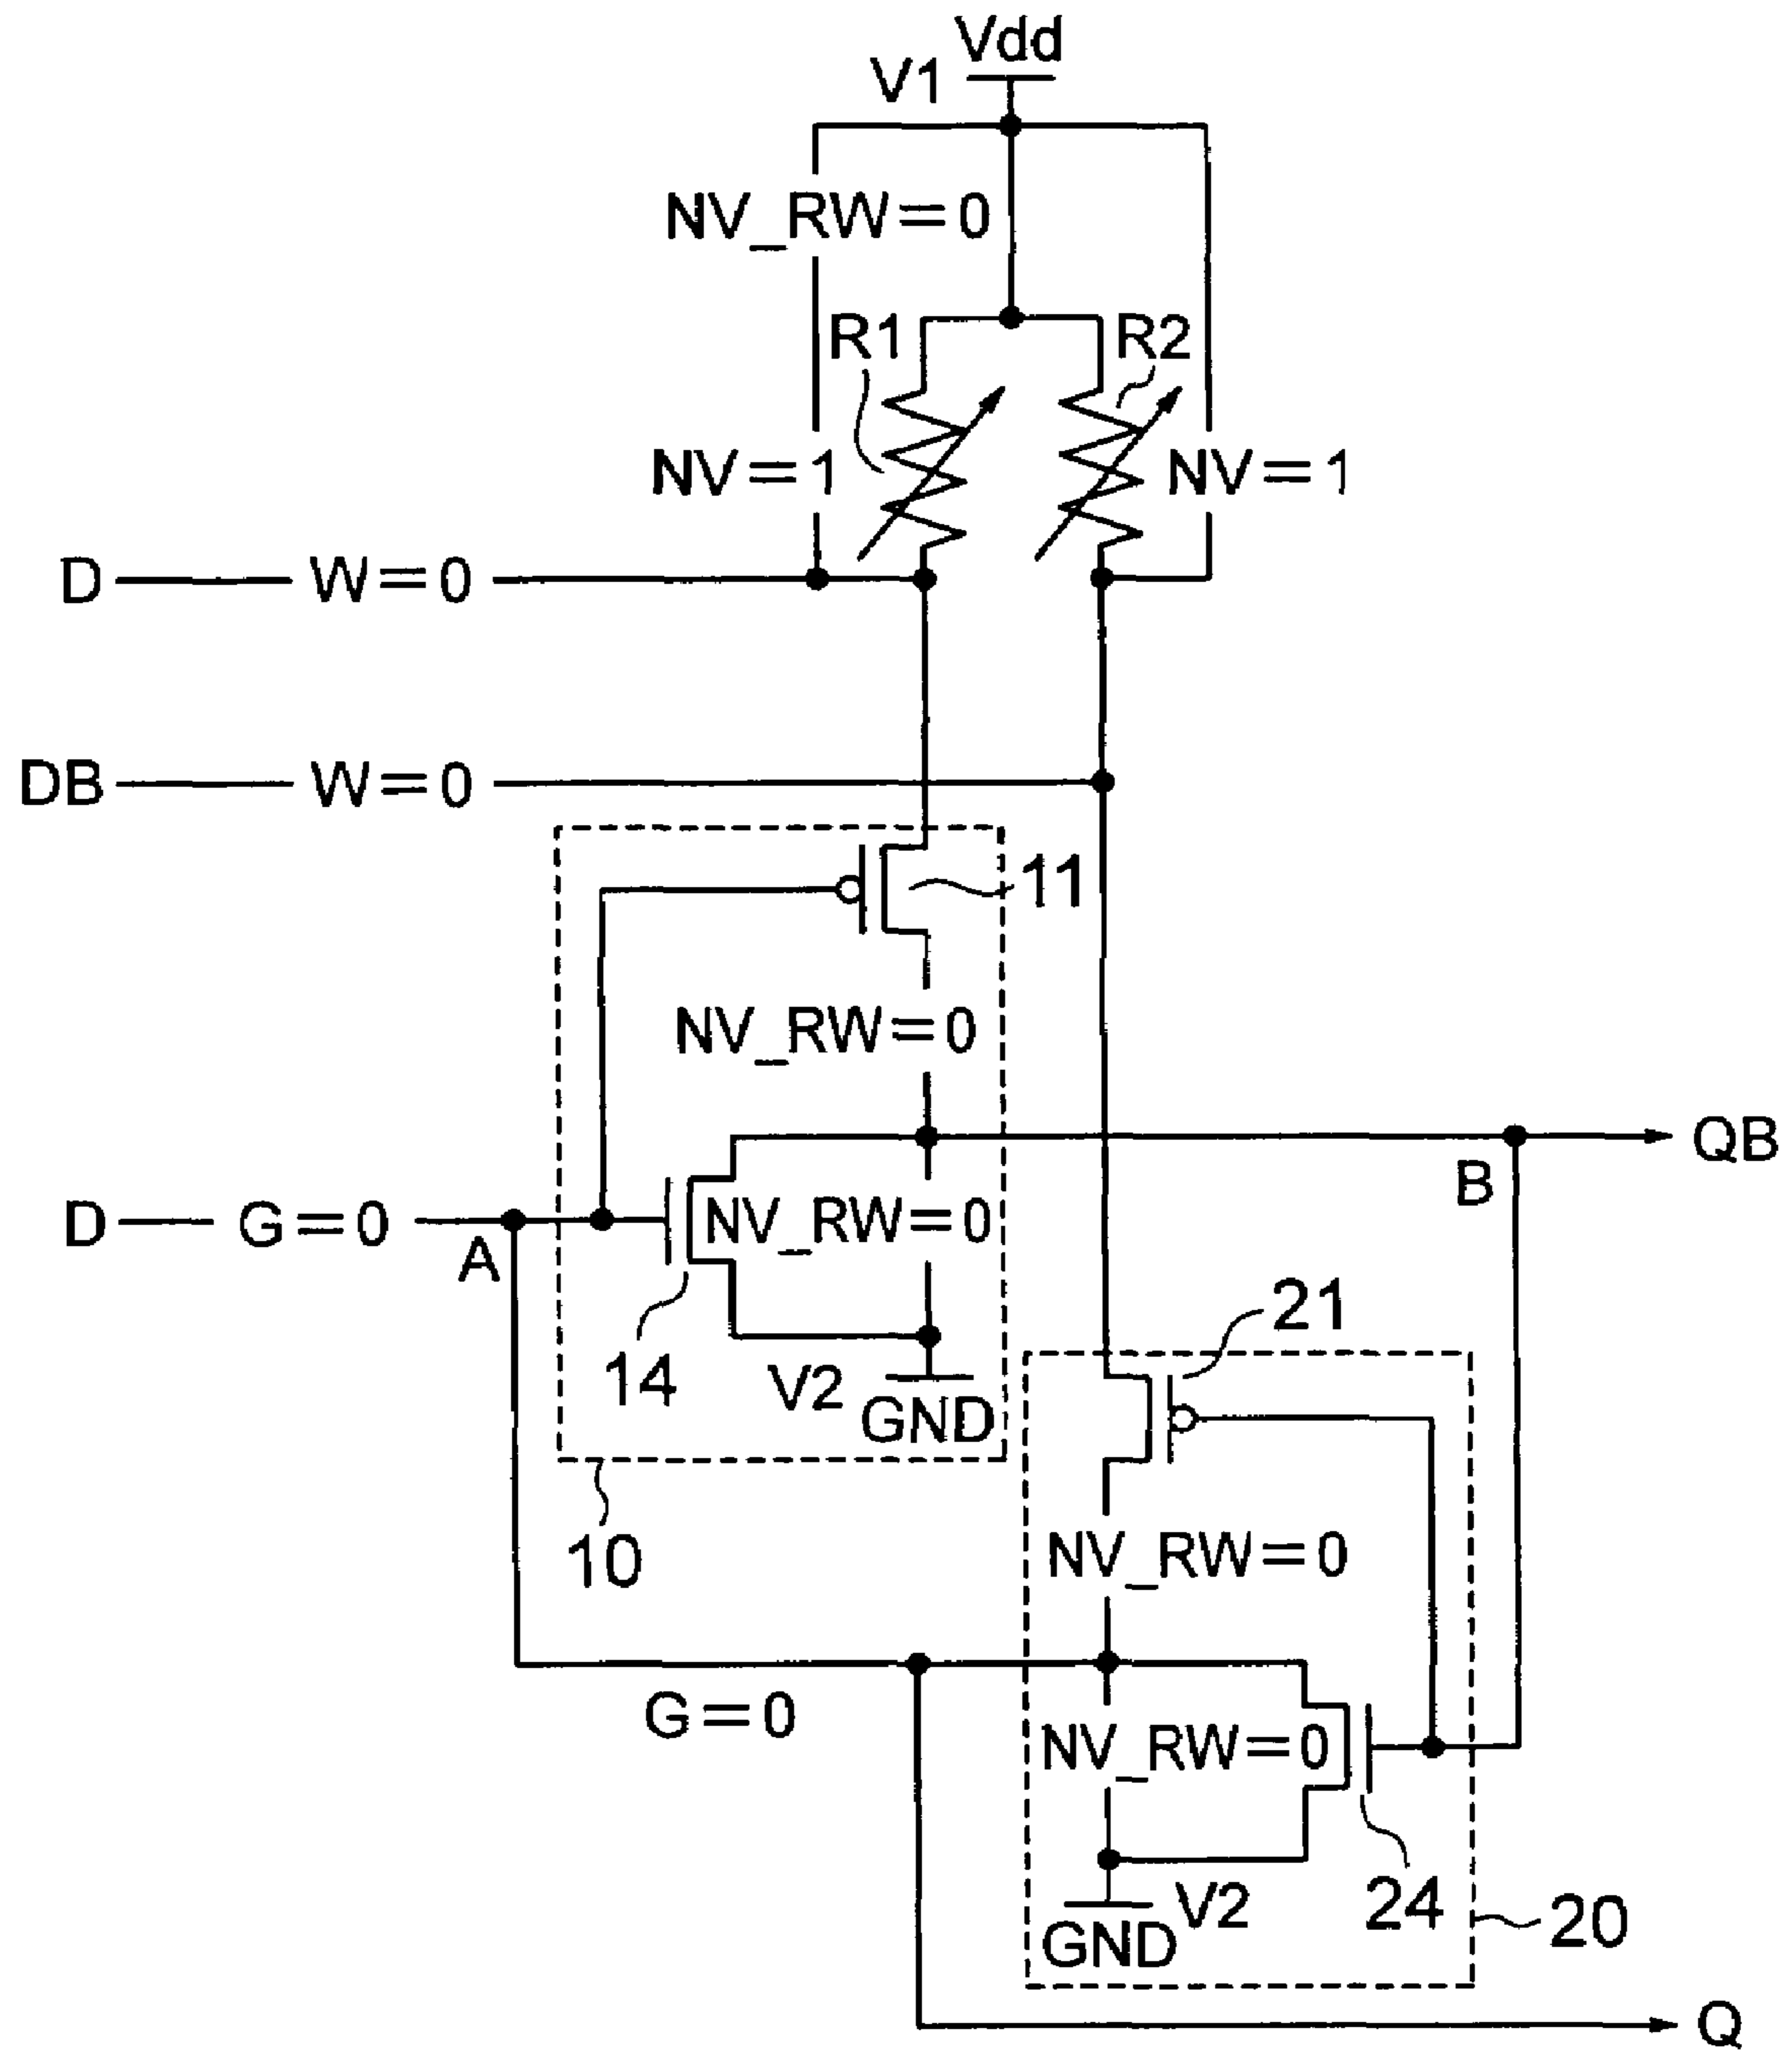 Vdd
V1
NV_RW=0
R1
R2
NV=1
NV=1
D
W=0
DB
W=0
11
NV_RW=0
QB
B
D
G=0
A
NV_RW=0
21
14
V2
GND
10
NV_RW=0
G=0
NV_RW=0
24
V2
20
GND
Q